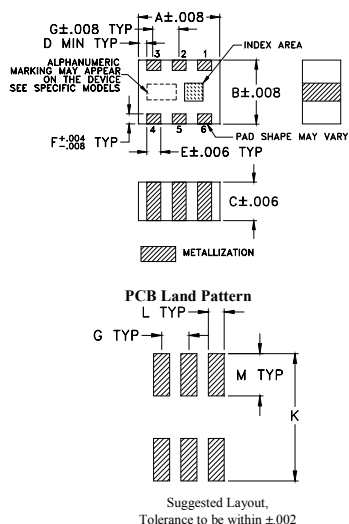 A±.008
G±.008 TYP
D MIN TYP
3 2 1
ALPHANUMERIC
MARKING MAY APPEAR
ON THE DEVICE
SEE SPECIFIC MODELS
INDEX AREA
B±.008
F+.004
-.008 TYP
4 5 6
PAD SHAPE MAY VARY
E±.006 TYP
C±.006
METALLIZATION
PCB Land Pattern
L TYP
G TYP
M TYP
K
Suggested Layout,
Tolerance to be within ±.002